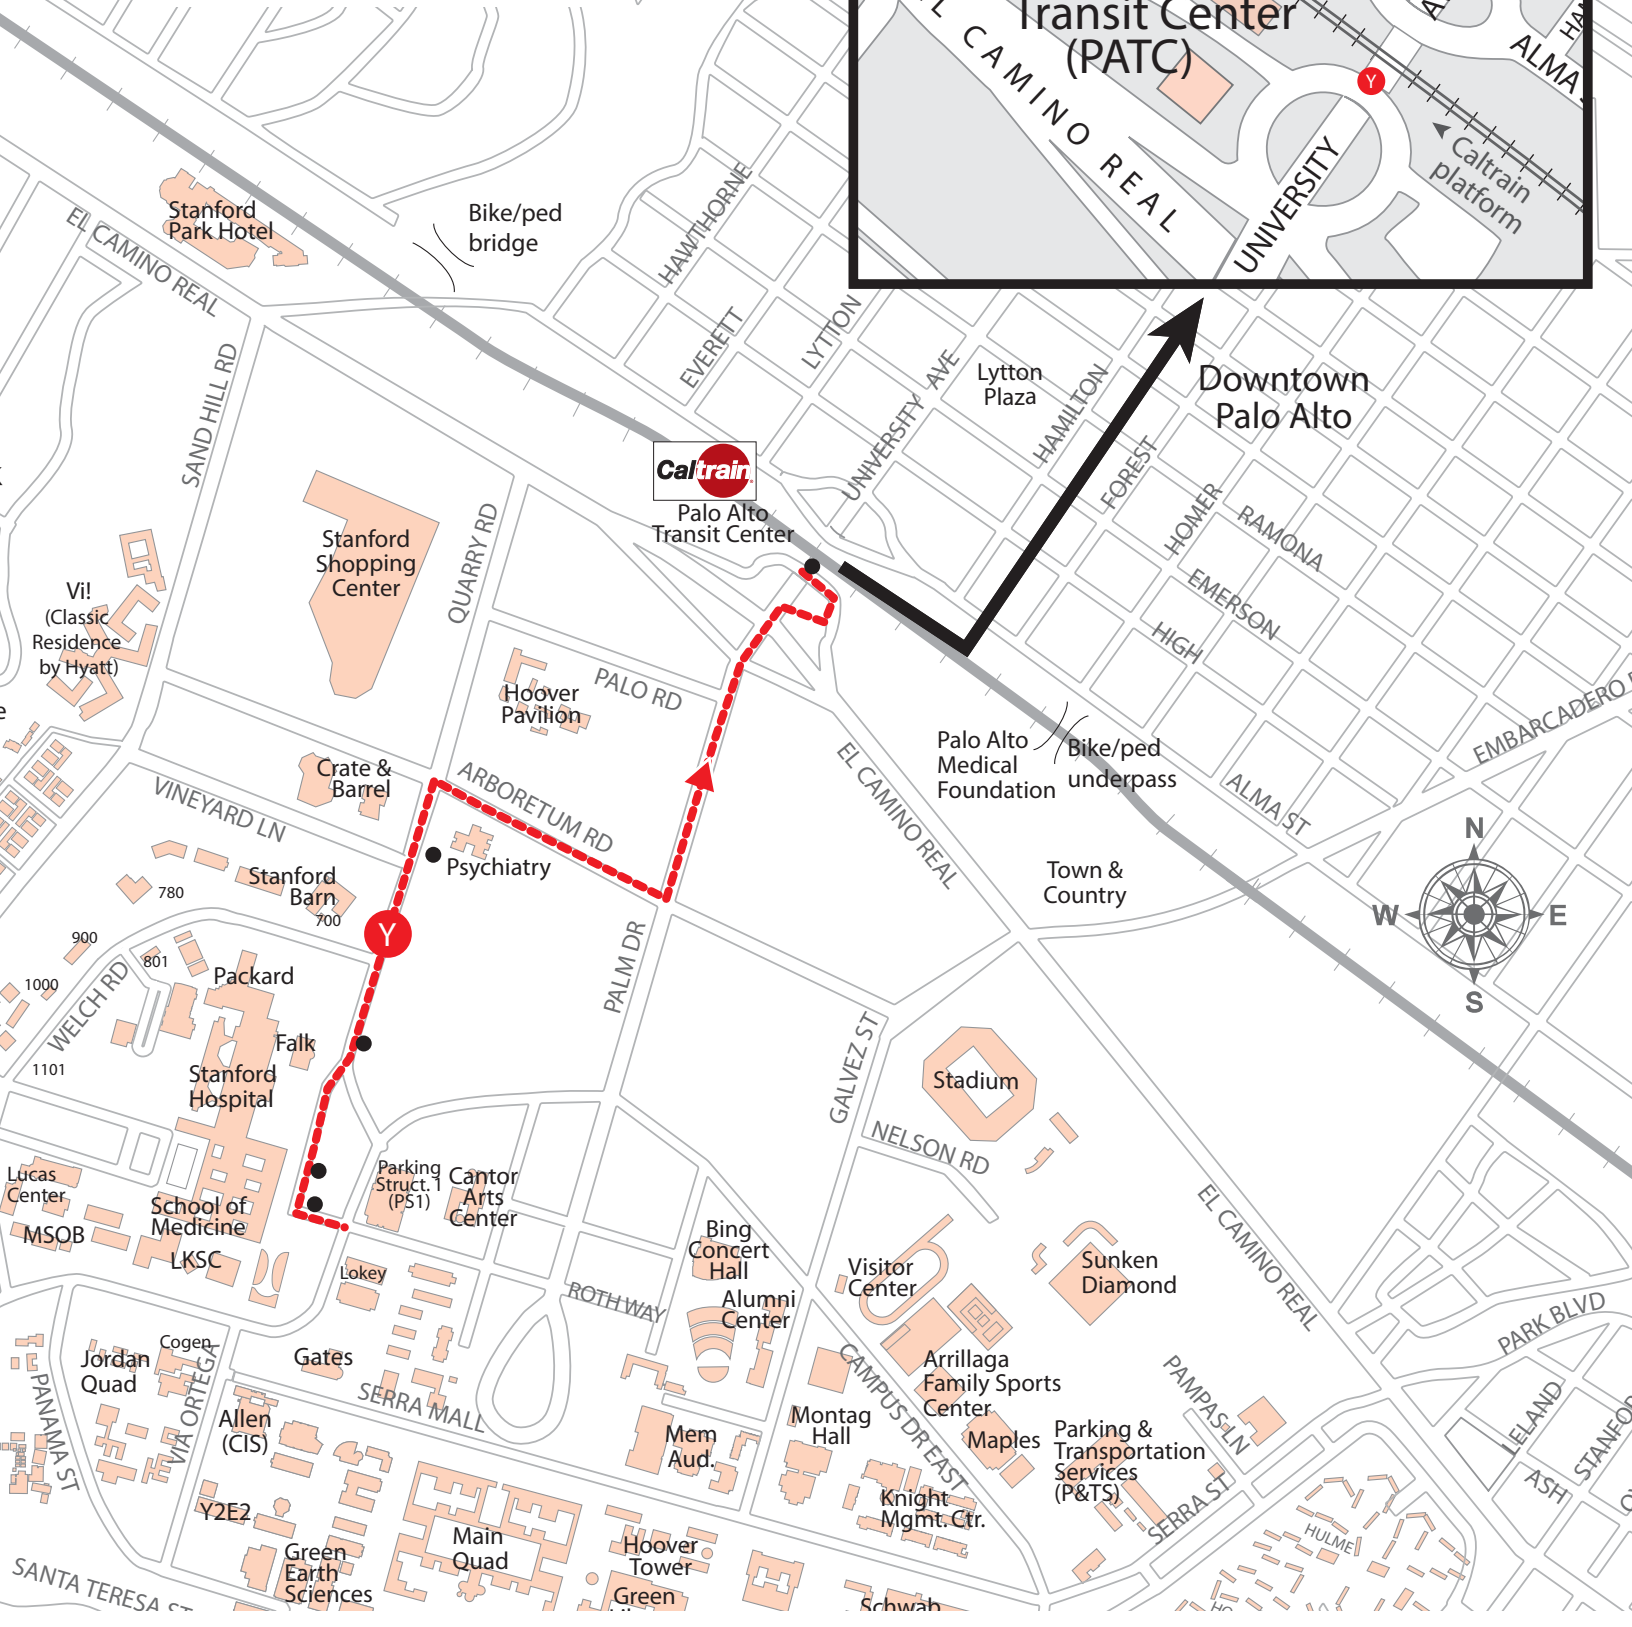 Transit Center
(PATC)
EL CAMINO REAL
UNIVERSITY
ALMA
Y
Caltrain
platform
Stanford
Park Hotel
EL CAMINO REAL
Bike/ped
bridge
HAWTHORNE
EVERETT
LYTTON
UNIVERSITY AVE
Lytton
Plaza
HAMILTON
Downtown
Palo Alto
FOREST
HOMER
RAMONA
EMERSON
HIGH
SAND HILL RD
Caltrain
Palo Alto
Transit Center
Stanford
Shopping
Center
QUARRY RD
Vi!
(Classic
Residence
by Hyatt)
Hoover
Pavilion
PALO RD
Crate &
Barrel
ARBORETUM RD
VINEYARD LN
Psychiatry
Stanford
Barn
780
700
Y
EL CAMINO REAL
Palo Alto
Medical
Foundation
Bike/ped
underpass
EMBARCADERO
ALMA ST
Town &
Country
N
W
E
S
900
801
1000
1101
WELCH RD
Packard
Falk
Stanford
Hospital
PALM DR
GALVEZ ST
Stadium
NELSON RD
Lucas
Center
MSOB
School of
Medicine
LKSC
Parking
Struct. 1
(PS1)
Cantor
Arts
Center
Lokey
Bing
Concert
Hall
Alumni
Center
ROTH WAY
Visitor
Center
Sunken
Diamond
EL CAMINO REAL
PARK BLVD
Cogen
Jordan
Quad
PANAMA ST
VIA ORTEGA
Gates
SERRA MALL
Allen
(CIS)
Y2E2
Green
Earth
Sciences
Main
Quad
Mem
Aud.
Hoover
Tower
Green
Montag
Hall
CAMPUS DR EAST
Arrillaga
Family Sports
Center
Maples
Knight
Mgmt. Ctr.
Parking &
Transportation
Services
(P&TS)
PAMPAS LN
SERRA ST
LELAND
ASH
HULME
SANTA TERESA ST
Schwab